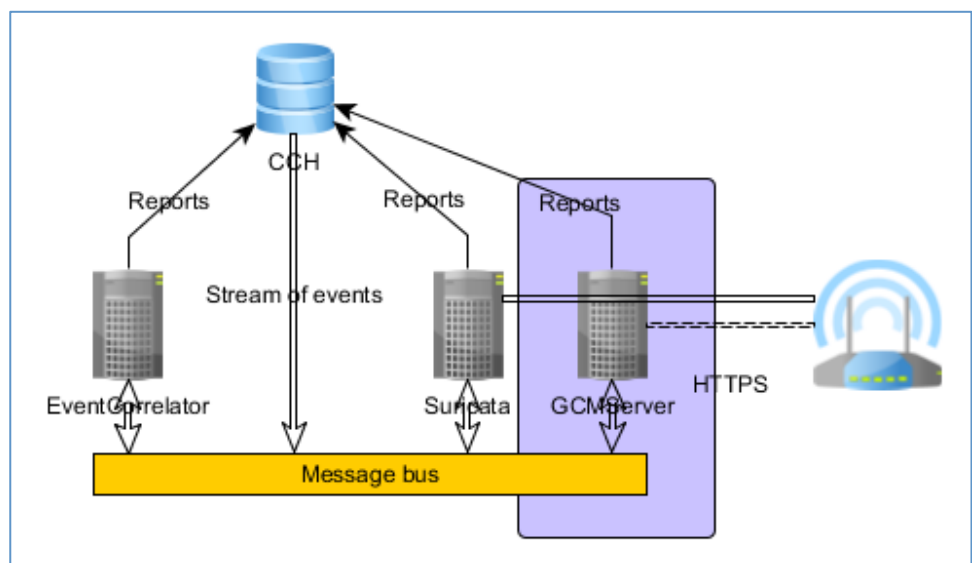 CCH
Reports
Reports
Reports
Stream of events
HTTPS
EventCorrelator
Suricata
GCMServer
Message bus